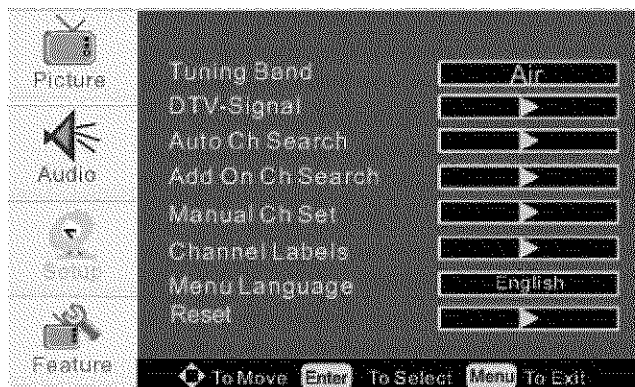 Picture
Audio
Setup
Feature
Tuning Band Air
DTV-Signal
Auto Ch Search
Add On Ch Search
Manual Ch Set
Channel Labels
Menu Language English
Reset
To Move Enter To Select Menu To Exit